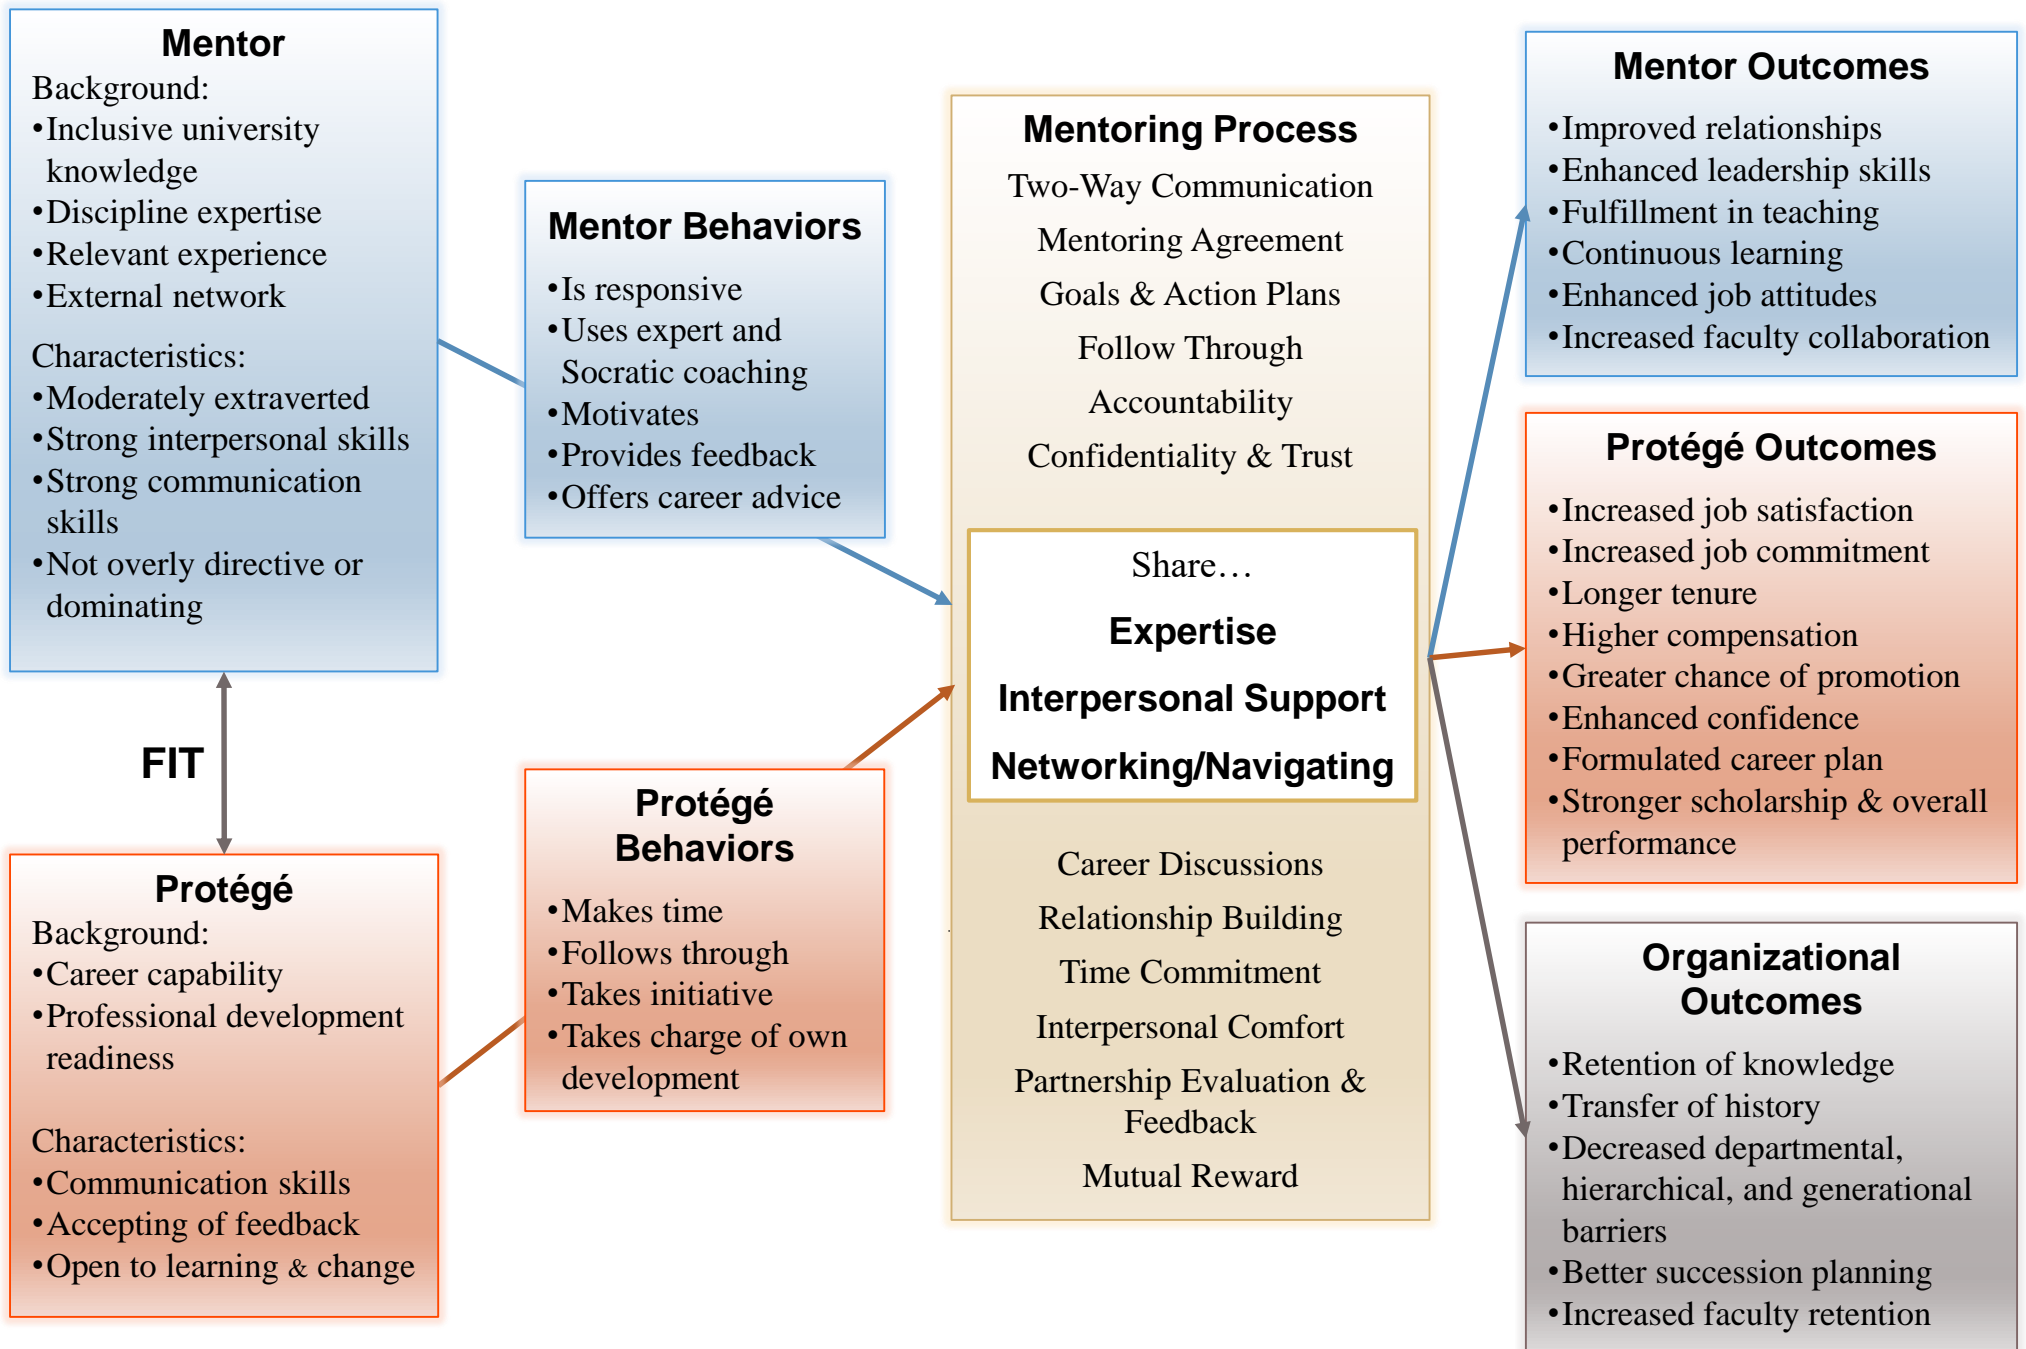 Mentor
Background:
•Inclusive university
knowledge
•Discipline expertise
•Relevant experience
•External network
Characteristics:
•Moderately extraverted
•Strong interpersonal skills
•Strong communication
skills
•Not overly directive or
dominating
FIT
Protégé
Background:
•Career capability
•Professional development
readiness
Characteristics:
•Communication skills
•Accepting of feedback
•Open to learning & change
Mentor Behaviors
•Is responsive
•Uses expert and
Socratic coaching
•Motivates
•Provides feedback
•Offers career advice
Protégé
Behaviors
•Makes time
•Follows through
•Takes initiative
•Takes charge of own
development
Mentoring Process
Two-Way Communication
Mentoring Agreement
Goals & Action Plans
Follow Through
Accountability
Confidentiality & Trust
Share…
Expertise
Interpersonal Support
Networking/Navigating
Career Discussions
Relationship Building
Time Commitment
Interpersonal Comfort
Partnership Evaluation &
Feedback
Mutual Reward
Mentor Outcomes
•Improved relationships
•Enhanced leadership skills
•Fulfillment in teaching
•Continuous learning
•Enhanced job attitudes
•Increased faculty collaboration
Protégé Outcomes
•Increased job satisfaction
•Increased job commitment
•Longer tenure
•Higher compensation
•Greater chance of promotion
•Enhanced confidence
•Formulated career plan
•Stronger scholarship & overall
performance
Organizational
Outcomes
•Retention of knowledge
•Transfer of history
•Decreased departmental,
hierarchical, and generational
barriers
•Better succession planning
•Increased faculty retention